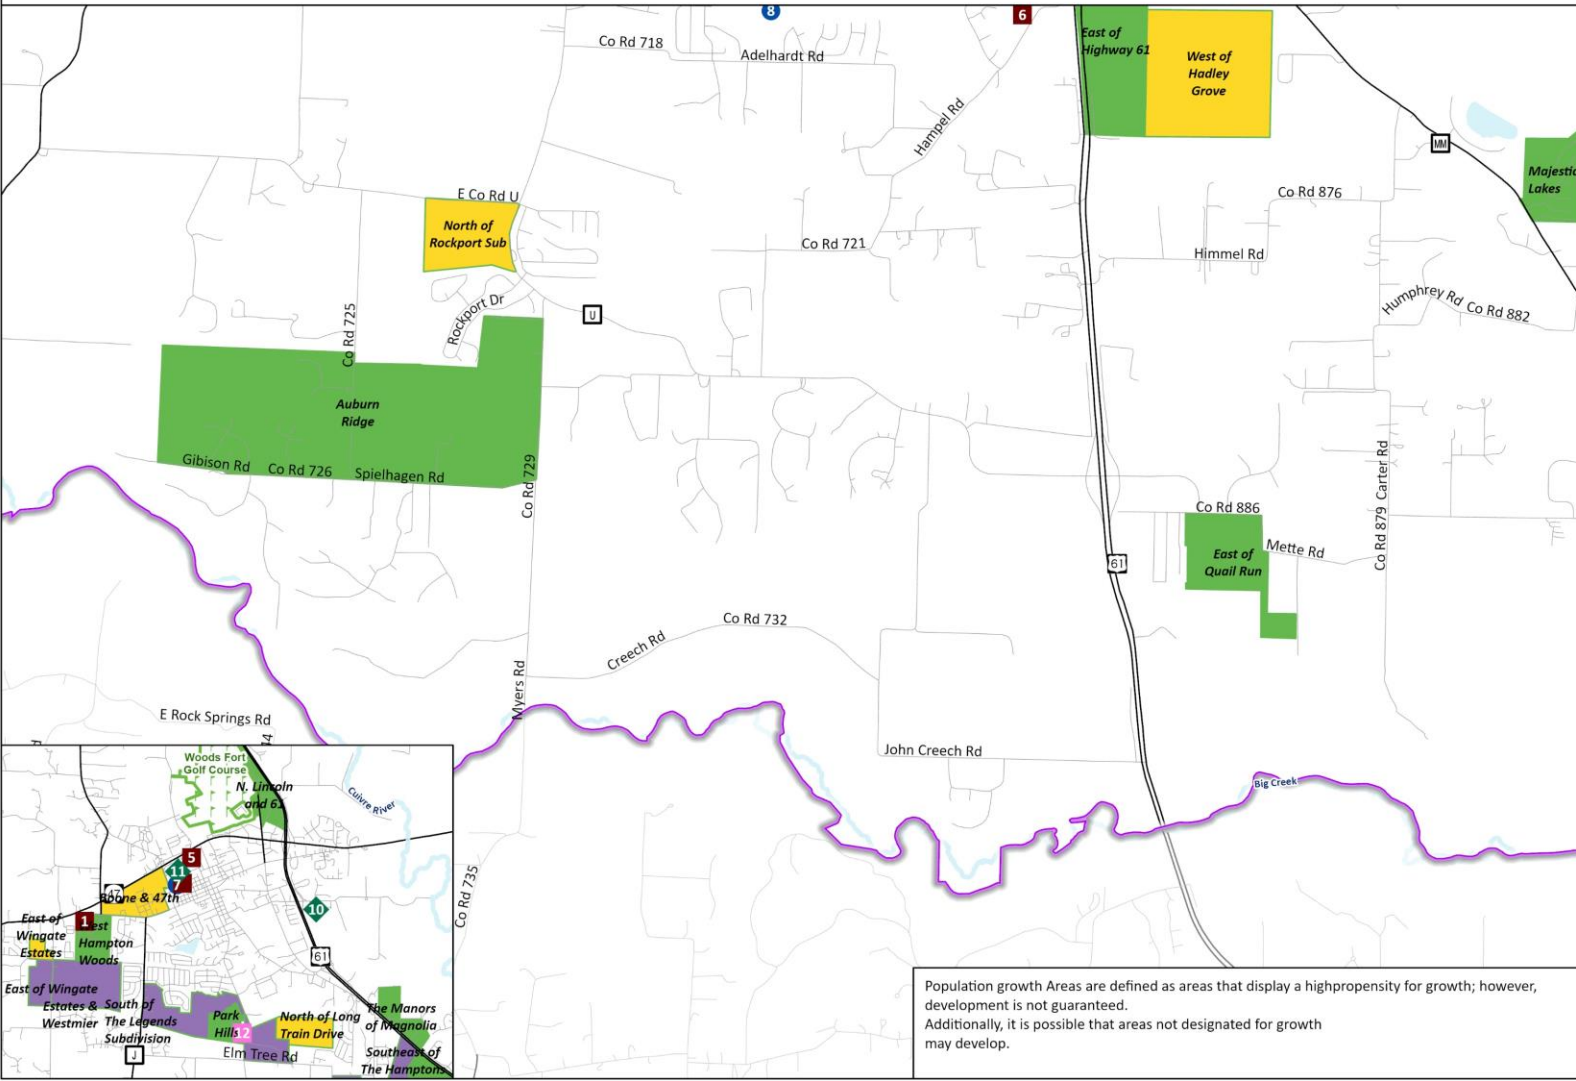 8
6
Co Rd 718
Adelhardt Rd
East of
Highway 61
West of
Hadley
Grove
Hampel Rd
MM
Majestic
Lakes
E Co Rd U
North of
Rockport Sub
Co Rd 876
Co Rd 721
Himmel Rd
Rockport Dr
U
Co Rd 725
Humphrey Rd
Co Rd 882
Auburn
Ridge
Gibison Rd
Co Rd 726
Spielhagen Rd
Co Rd 729
Carter Rd
Co Rd 879
Co Rd 886
Mette Rd
East of
Quail Run
61
Co Rd 732
Creech Rd
Myers Rd
E Rock Springs Rd
John Creech Rd
Big Creek
Woods Fort
Golf Course
N. Lincoln
and 61
Cuivre River
5
11
7
47
Boone & 47th
10
1
East of
Wingate
Estates
West
Hampton
Woods
Co Rd 735
61
East of Wingate
Estates &
Westmier
South of
The Legends
Subdivision
Park
Hills
12
North of Long
Train Drive
The Manors
of Magnolia
J
Elm Tree Rd
Southeast of
The Hamptons
Population growth Areas are defined as areas that display a highpropensity for growth; however,
development is not guaranteed.
Additionally, it is possible that areas not designated for growth
may develop.